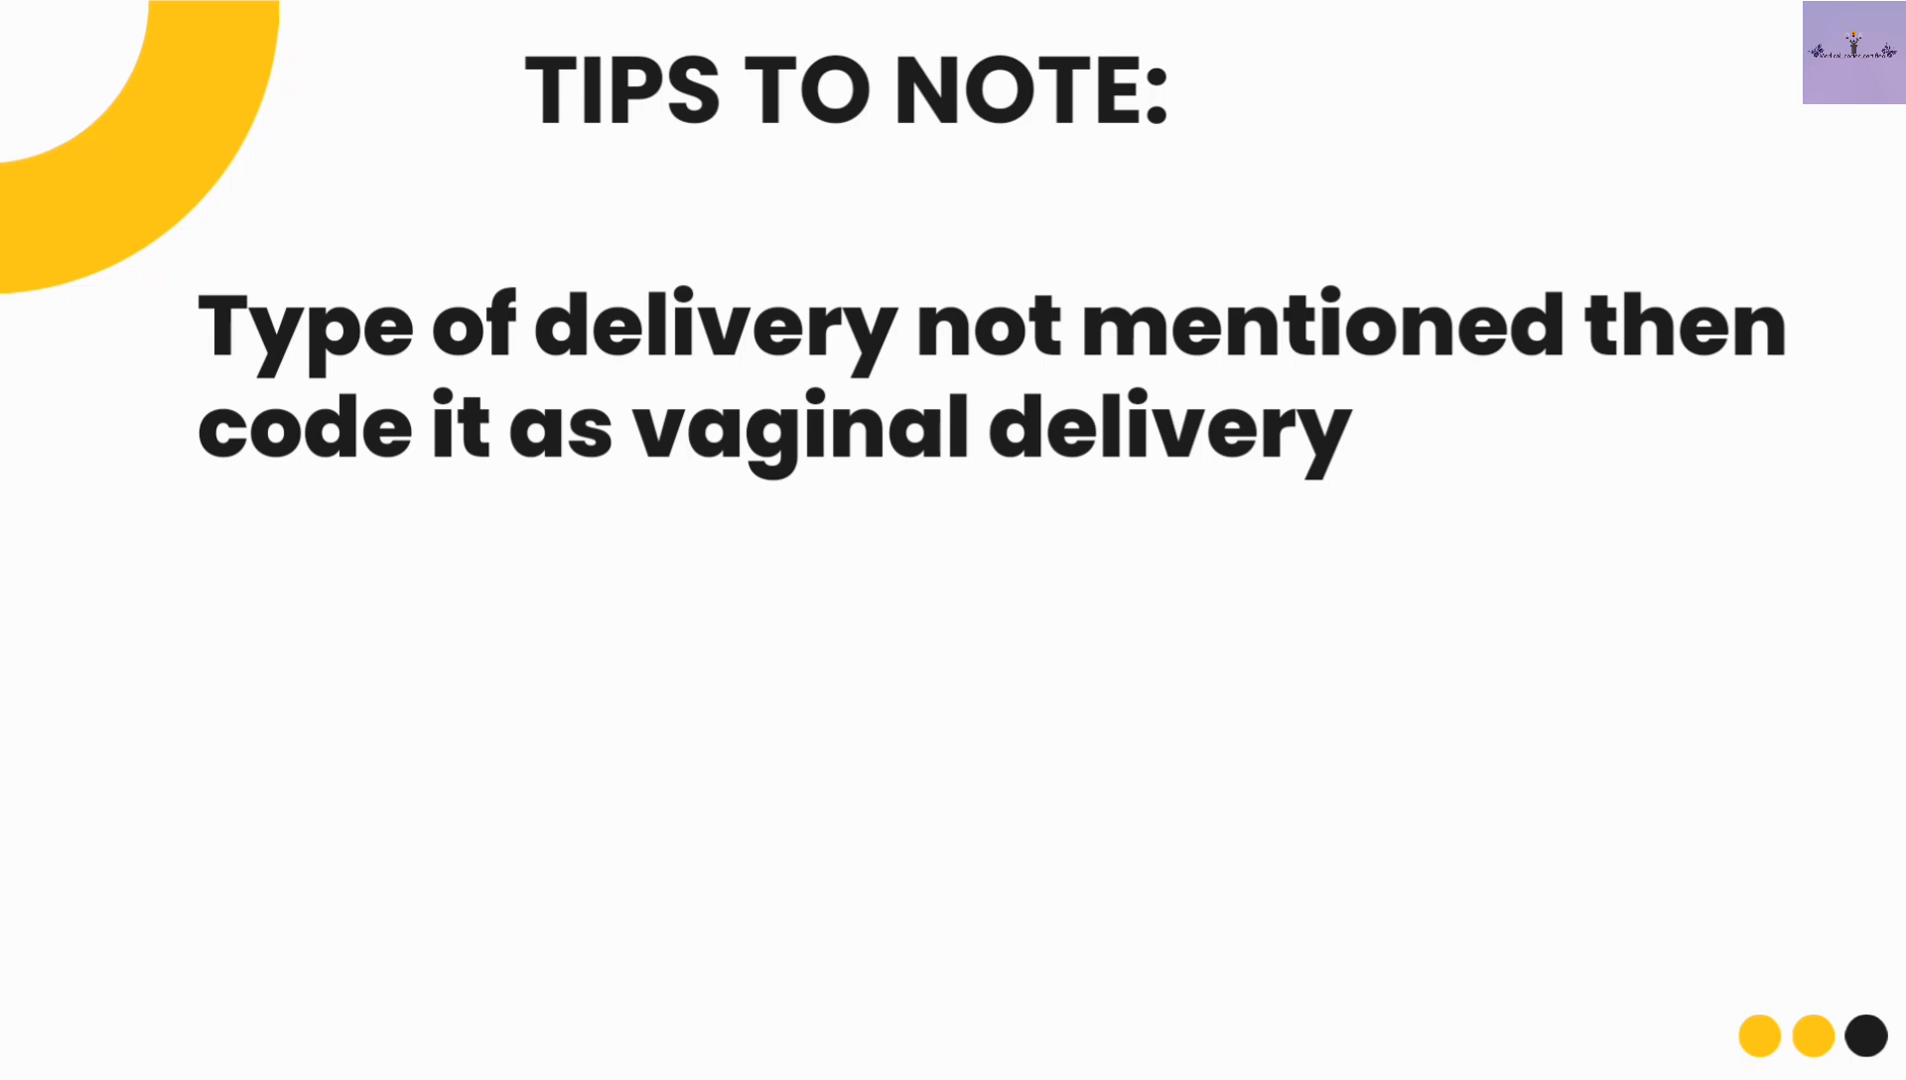 TIPS TO NOTE:
Type of delivery not mentioned then
code it as vaginal delivery